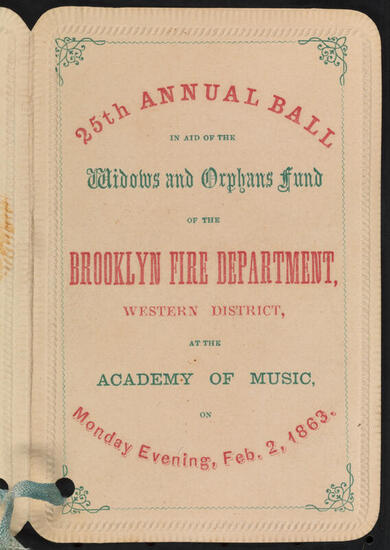 25th ANNUAL BALL
IN AID OF THE
Widows and Orphans Fund
OF THE
BROOKLYN FIRE DEPARTMENT,
WESTERN DISTRICT,
AT THE
ACADEMY OF MUSIC,
ON
Monday Evening, Feb. 2, 1863.